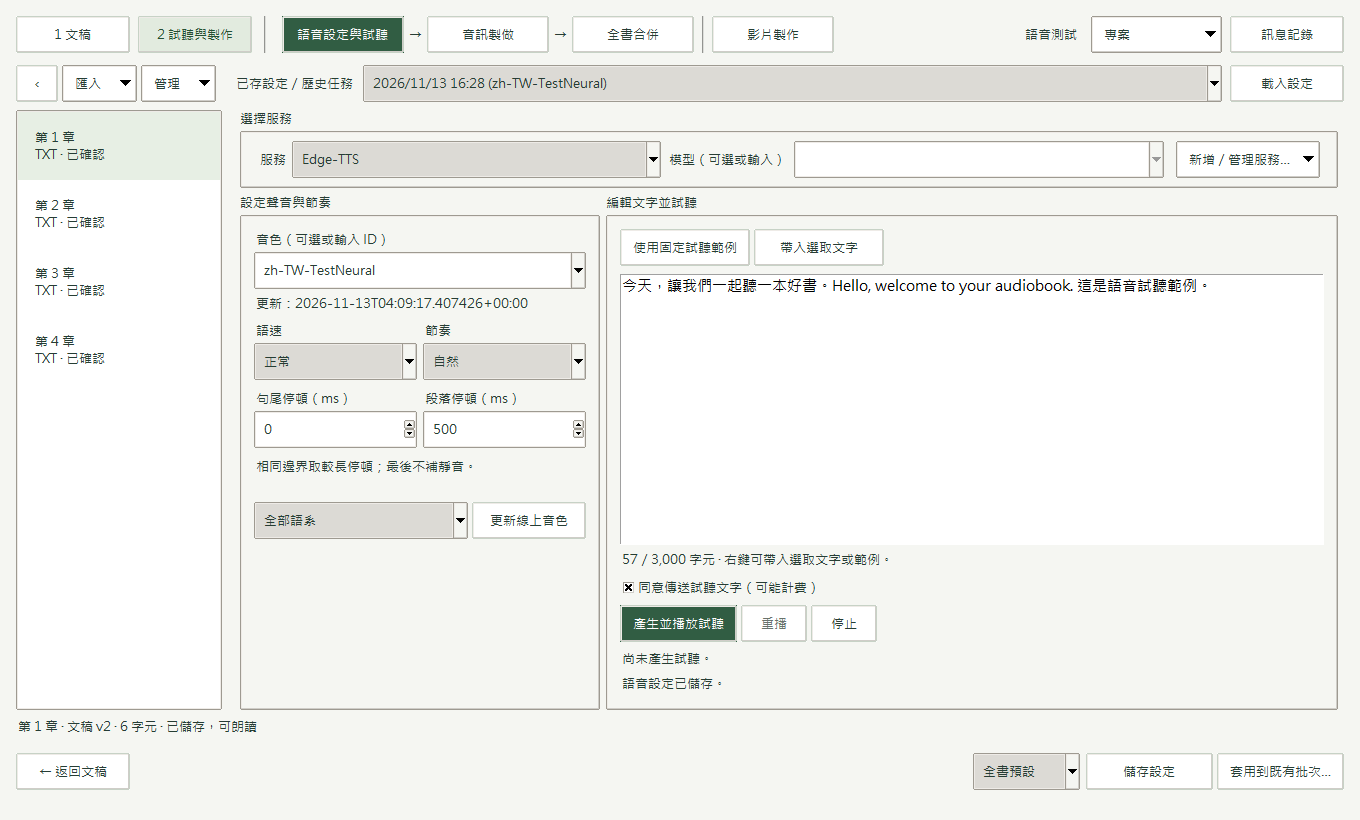 1 文稿
2 試聽與製作
語音設定與試聽
→
音訊製做
→
全書合併
影片製作
語音測試
專案
訊息記錄
‹
匯入
管理
已存設定 / 歷史任務
2026/11/13 16:28 (zh-TW-TestNeural)
載入設定
第 1 章
TXT · 已確認
第 2 章
TXT · 已確認
第 3 章
TXT · 已確認
第 4 章
TXT · 已確認
選擇服務
服務
Edge-TTS
模型（可選或輸入）
新增 / 管理服務...
設定聲音與節奏
音色（可選或輸入 ID）
zh-TW-TestNeural
更新：2026-11-13T04:09:17.407426+00:00
語速
節奏
正常
自然
句尾停頓（ms）
段落停頓（ms）
0
500
相同邊界取較長停頓；最後不補靜音。
全部語系
更新線上音色
編輯文字並試聽
使用固定試聽範例
帶入選取文字
今天，讓我們一起聽一本好書。Hello, welcome to your audiobook. 這是語音試聽範例。
57 / 3,000 字元 · 右鍵可帶入選取文字或範例。
同意傳送試聽文字（可能計費）
產生並播放試聽
重播
停止
尚未產生試聽。
語音設定已儲存。
第 1 章 · 文稿 v2 · 6 字元 · 已儲存，可朗讀
← 返回文稿
全書預設
儲存設定
套用到既有批次...